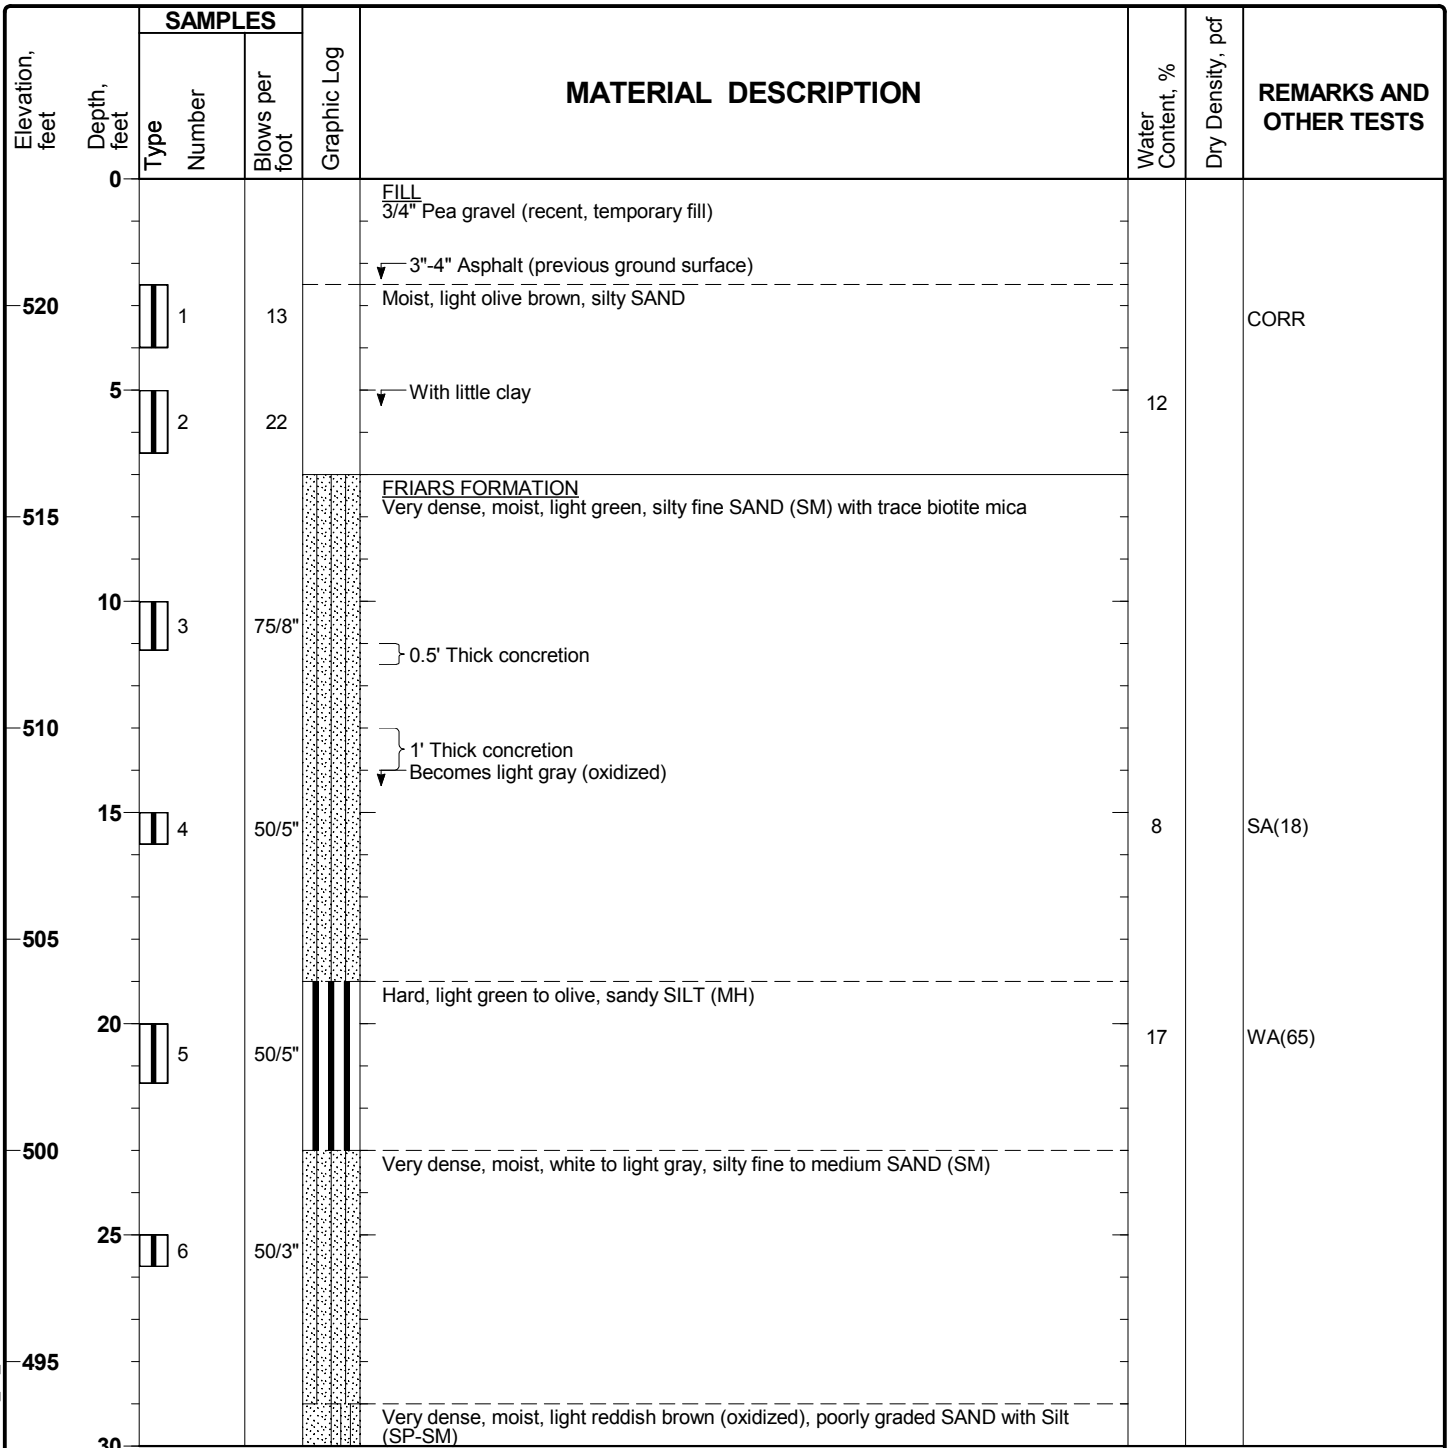 SAMPLES
Elevation,
feet
Depth,
feet
Type
Number
Blows per
foot
Graphic Log
MATERIAL DESCRIPTION
Water
Content, %
Dry Density, pcf
REMARKS AND
OTHER TESTS
0
FILL
3/4" Pea gravel (recent, temporary fill)
3"-4" Asphalt (previous ground surface)
Moist, light olive brown, silty SAND
520
1 13
CORR
5
With little clay
12
2 22
FRIARS FORMATION
Very dense, moist, light green, silty fine SAND (SM) with trace biotite mica
515
10
3 75/8"
0.5' Thick concretion
510
1' Thick concretion
Becomes light gray (oxidized)
15
4 50/5" 8 SA(18)
505
Hard, light green to olive, sandy SILT (MH)
20
17 WA(65)
5 50/5"
500
Very dense, moist, white to light gray, silty fine to medium SAND (SM)
25
6 50/3"
495
Very dense, moist, light reddish brown (oxidized), poorly graded SAND with Silt
(SP-SM)
30